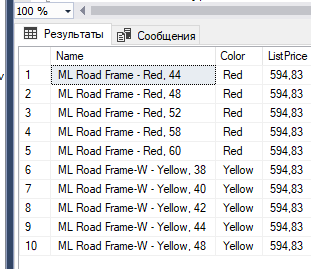 100 %
Результаты Сообщения
Name Color ListPrice
1 ML Road Frame - Red, 44 Red 594,83
2 ML Road Frame - Red, 48 Red 594,83
3 ML Road Frame - Red, 52 Red 594,83
4 ML Road Frame - Red, 58 Red 594,83
5 ML Road Frame - Red, 60 Red 594,83
6 ML Road Frame-W - Yellow, 38 Yellow 594,83
7 ML Road Frame-W - Yellow, 40 Yellow 594,83
8 ML Road Frame-W - Yellow, 42 Yellow 594,83
9 ML Road Frame-W - Yellow, 44 Yellow 594,83
10 ML Road Frame-W - Yellow, 48 Yellow 594,83